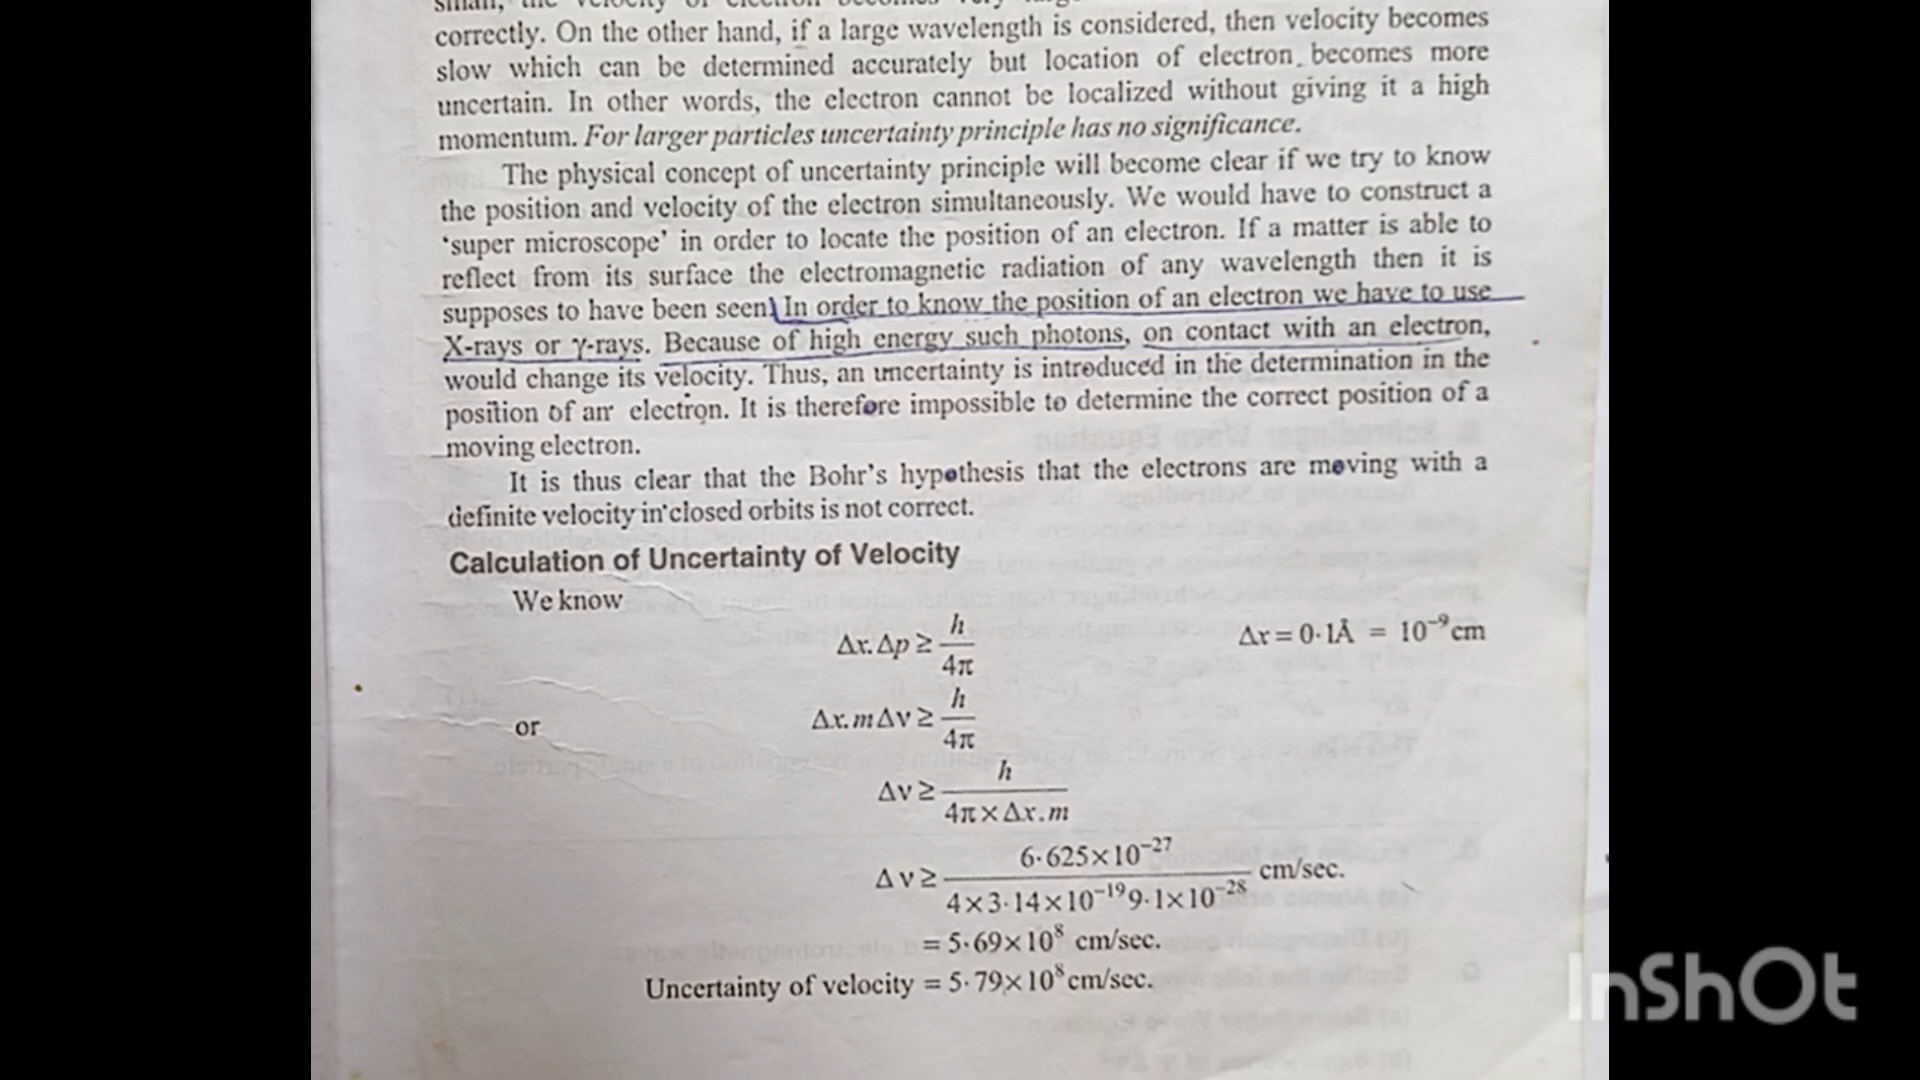 small, the velocity of electron becomes very
correctly. On the other hand, if a large wavelength is considered, then velocity becomes
slow which can be determined accurately but location of electron becomes more
uncertain. In other words, the electron cannot be localized without giving it a high
momentum. For larger particles uncertainty principle has no significance.
The physical concept of uncertainty principle will become clear if we try to know
the position and velocity of the electron simultaneously. We would have to construct a
‘super microscope’ in order to locate the position of an electron. If a matter is able to
reflect from its surface the electromagnetic radiation of any wavelength then it is
supposes to have been seen. In order to know the position of an electron we have to use
X-rays or γ-rays. Because of high energy such photons, on contact with an electron,
would change its velocity. Thus, an uncertainty is introduced in the determination in the
position of an electron. It is therefore impossible to determine the correct position of a
moving electron.
It is thus clear that the Bohr's hypothesis that the electrons are moving with a
definite velocity in closed orbits is not correct.
Calculation of Uncertainty of Velocity
We know
Δx. Δp ≥ h/4π Δx = 0·1Å = 10⁻⁹ cm
or Δx. m Δv ≥ h/4π
Δv ≥ h/4π × Δx . m
Δv ≥ 6·625×10⁻²⁷/4×3·14×10⁻¹⁹9·1×10⁻²⁸ cm/sec.
= 5·69×10⁸ cm/sec.
Uncertainty of velocity = 5·79×10⁸ cm/sec.
InShOt